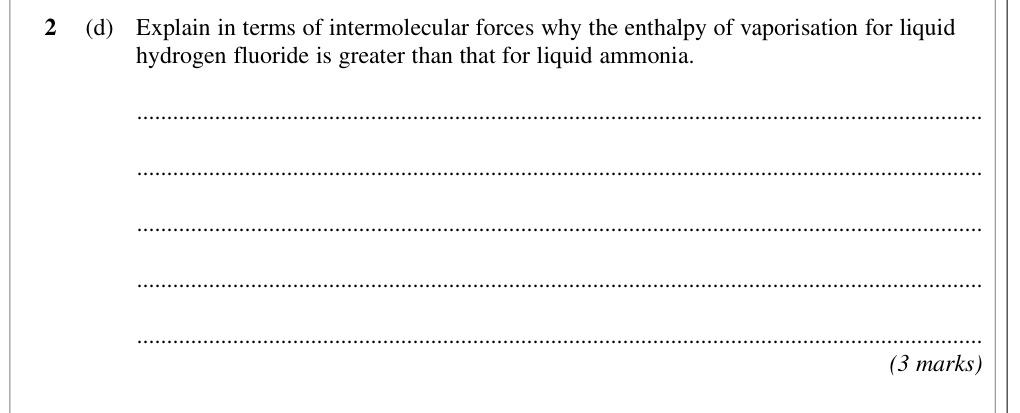 2 (d) Explain in terms of intermolecular forces why the enthalpy of vaporisation for liquid
hydrogen fluoride is greater than that for liquid ammonia.
(3 marks)